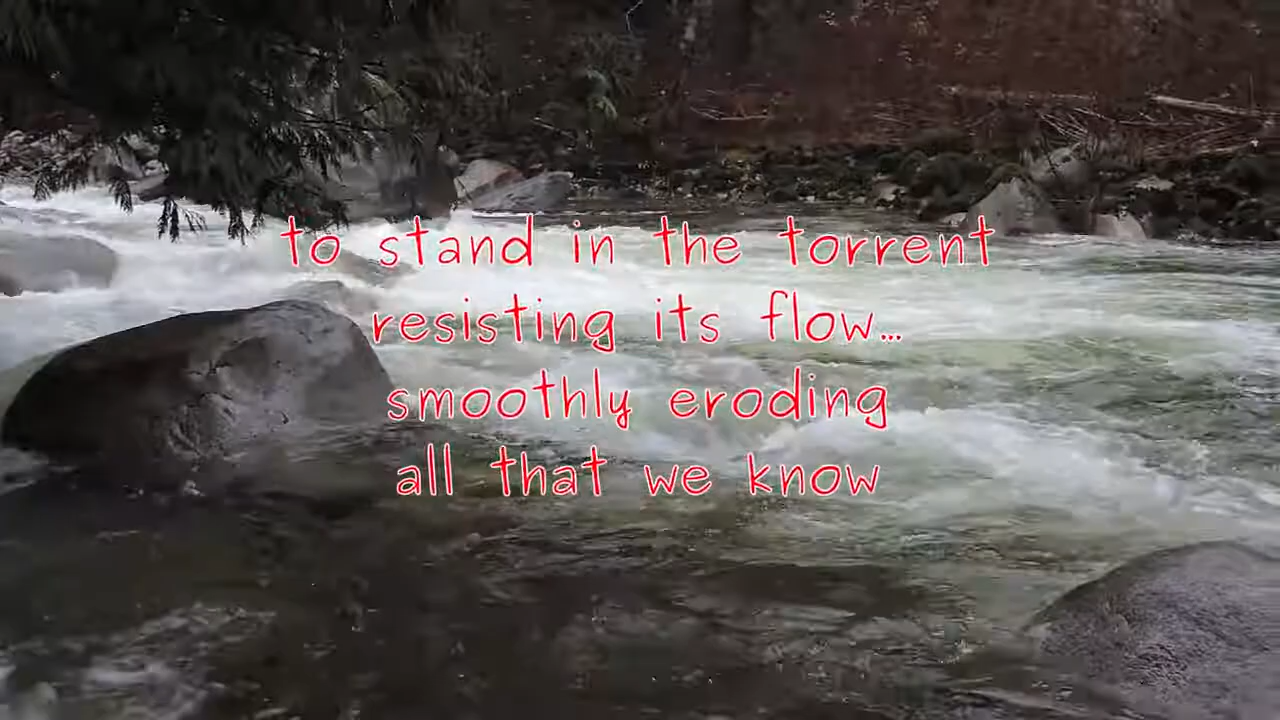 to stand in the torrent
resisting its flow...
smoothly eroding
all that we know